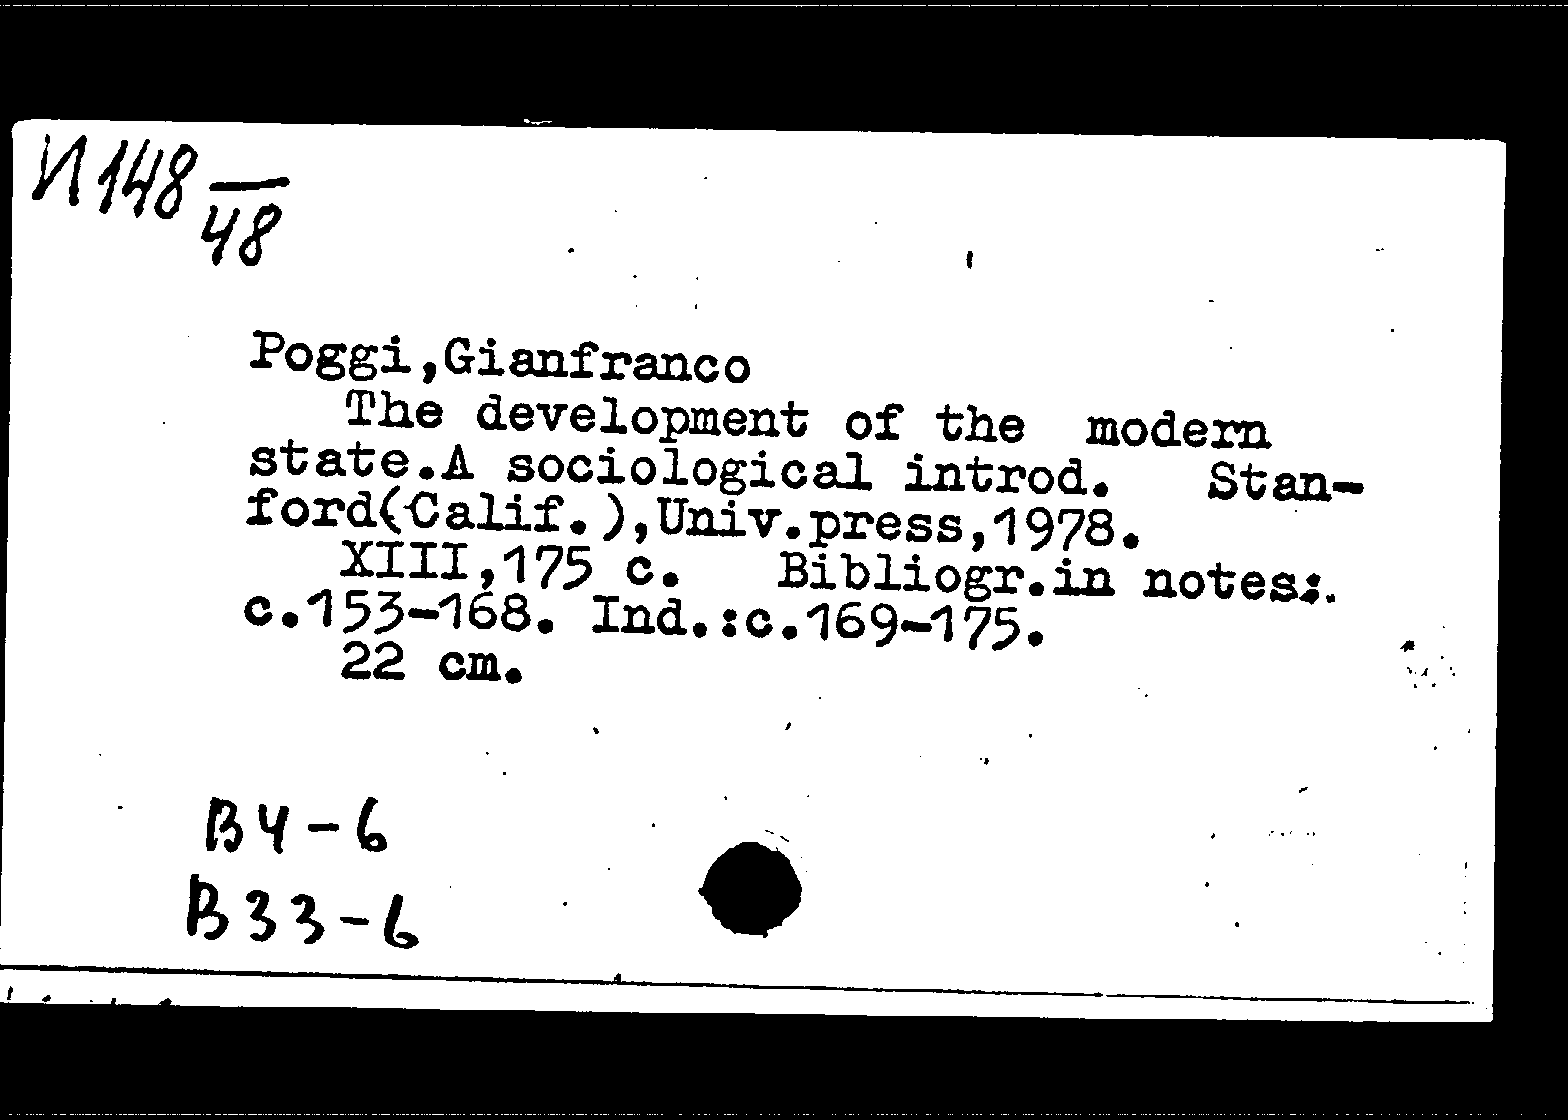 И148 —
48
Poggi,Gianfranco
The development of the modern
state.A sociological introd. Stan-
ford(Calif.),Univ.press,1978.
XIII,175 c. Bibliogr.in notes:.
c.153-168. Ind.:c.169-175.
22 cm.
В4-6
В33-6